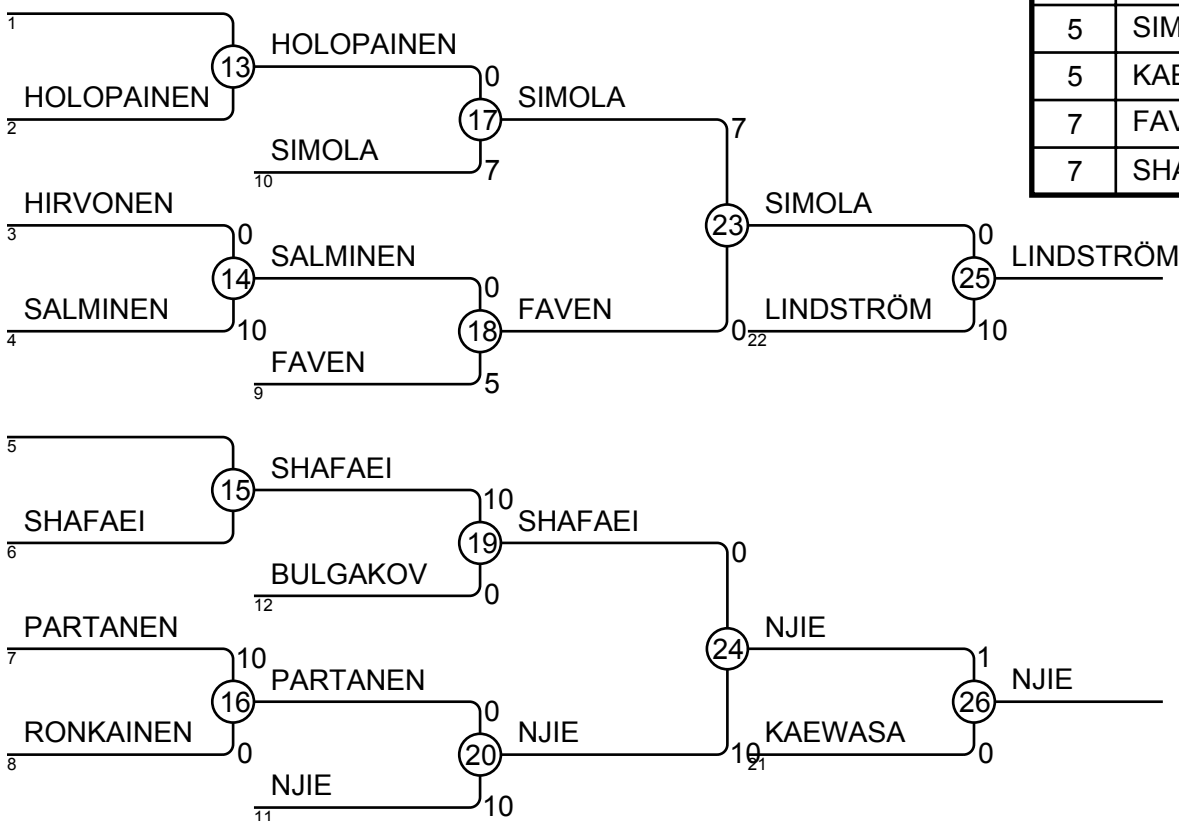 1
13
HOLOPAINEN
HOLOPAINEN
2
0
17
SIMOLA
SIMOLA
10
7
HIRVONEN
3
0
14
SALMINEN
SALMINEN
4
10
0
18
FAVEN
FAVEN
9
5
7
23
SIMOLA
0
22
LINDSTRÖM
0
25
LINDSTRÖM
10
5
15
SHAFAEI
SHAFAEI
6
10
19
SHAFAEI
BULGAKOV
12
0
PARTANEN
7
10
16
PARTANEN
RONKAINEN
8
0
0
20
NJIE
NJIE
11
10
0
24
NJIE
10
21
KAEWASA
1
26
NJIE
0
5
5
7
7